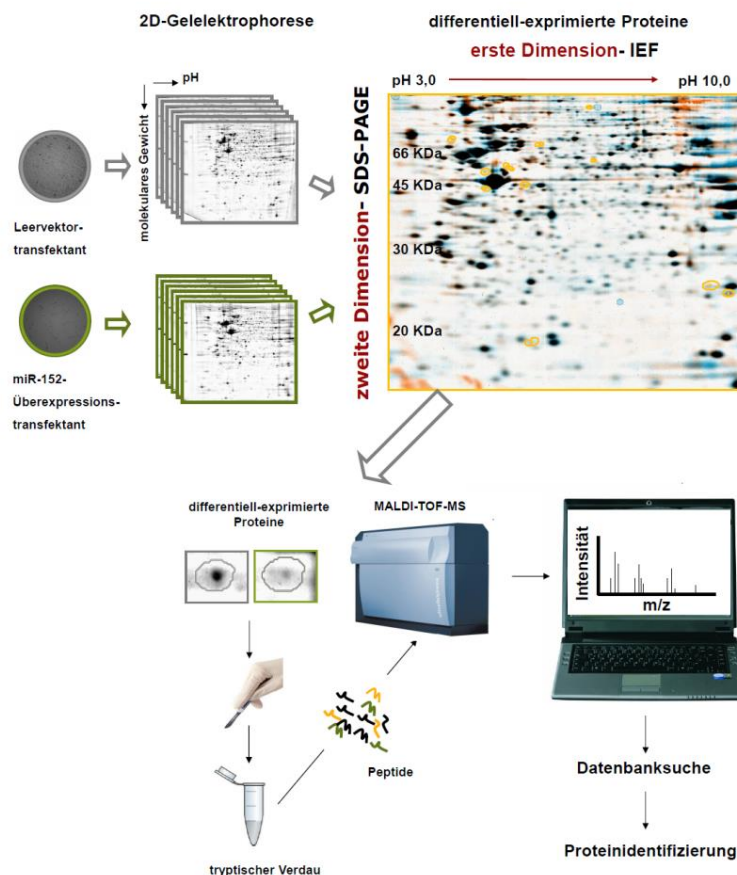 2D-Gelelektrophorese
differentiell-exprimierte Proteine
erste Dimension- IEF
pH 3,0
pH 10,0
pH
molekulares Gewicht
zweite Dimension- SDS-PAGE
66 KDa
45 KDa
30 KDa
20 KDa
Leervektor-
transfektant
miR-152-
Überexpressions-
transfektant
differentiell-exprimierte
Proteine
MALDI-TOF-MS
Intensität
m/z
Peptide
tryptischer Verdau
Datenbanksuche
Proteinidentifizierung